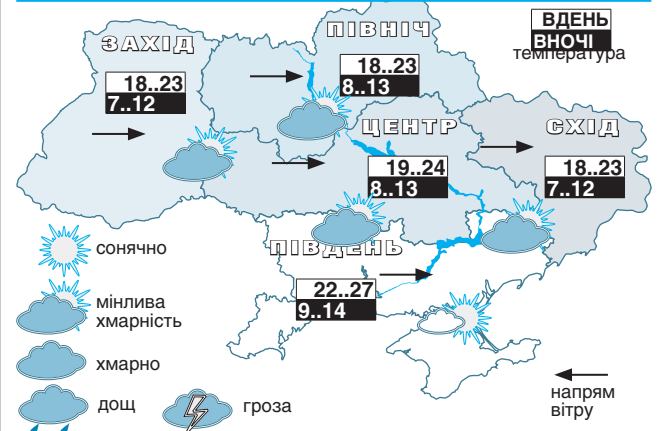 ПІВНІЧ
ВДЕНЬ
ВНОЧІ
температура
ЗАХІД
18..23
7..12
18..23
8..13
ЦЕНТР
СХІД
19..24
8..13
18..23
7..12
ПІВДЕНЬ
22..27
9..14
сонячно
мінлива
хмарність
хмарно
дощ
гроза
напрям
вітру